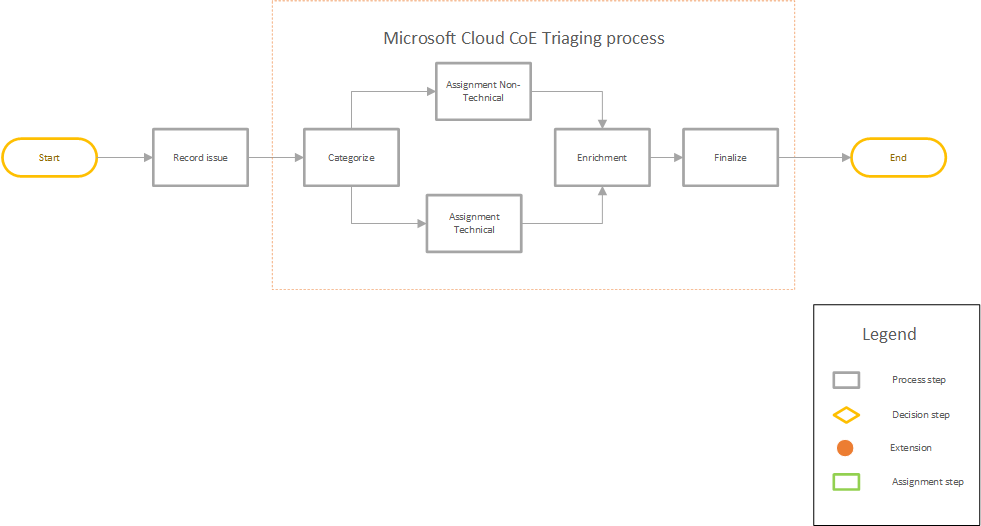 Microsoft Cloud CoE Triaging process
Assignment Non-
Technical
Start
Record issue
Categorize
Enrichment
Finalize
End
Assignment
Technical
Legend
Process step
Decision step
Extension
Assignment step